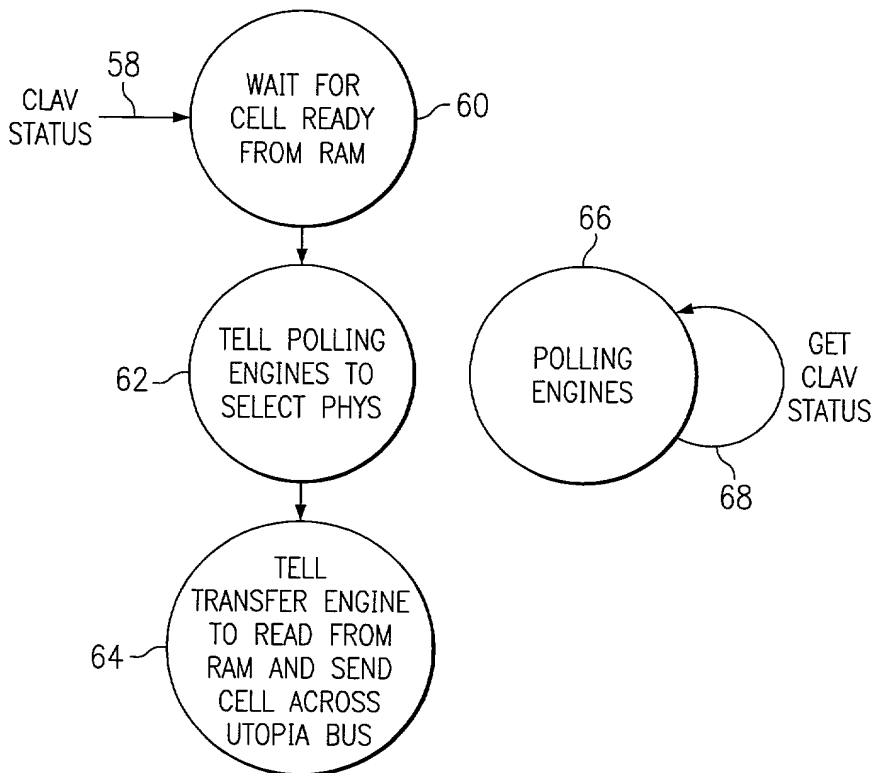 58
CLAV
STATUS
WAIT FOR
CELL READY
FROM RAM
60
62
TELL POLLING
ENGINES TO
SELECT PHYS
66
POLLING
ENGINES
GET
CLAV
STATUS
68
64
TELL
TRANSFER ENGINE
TO READ FROM
RAM AND SEND
CELL ACROSS
UTOPIA BUS